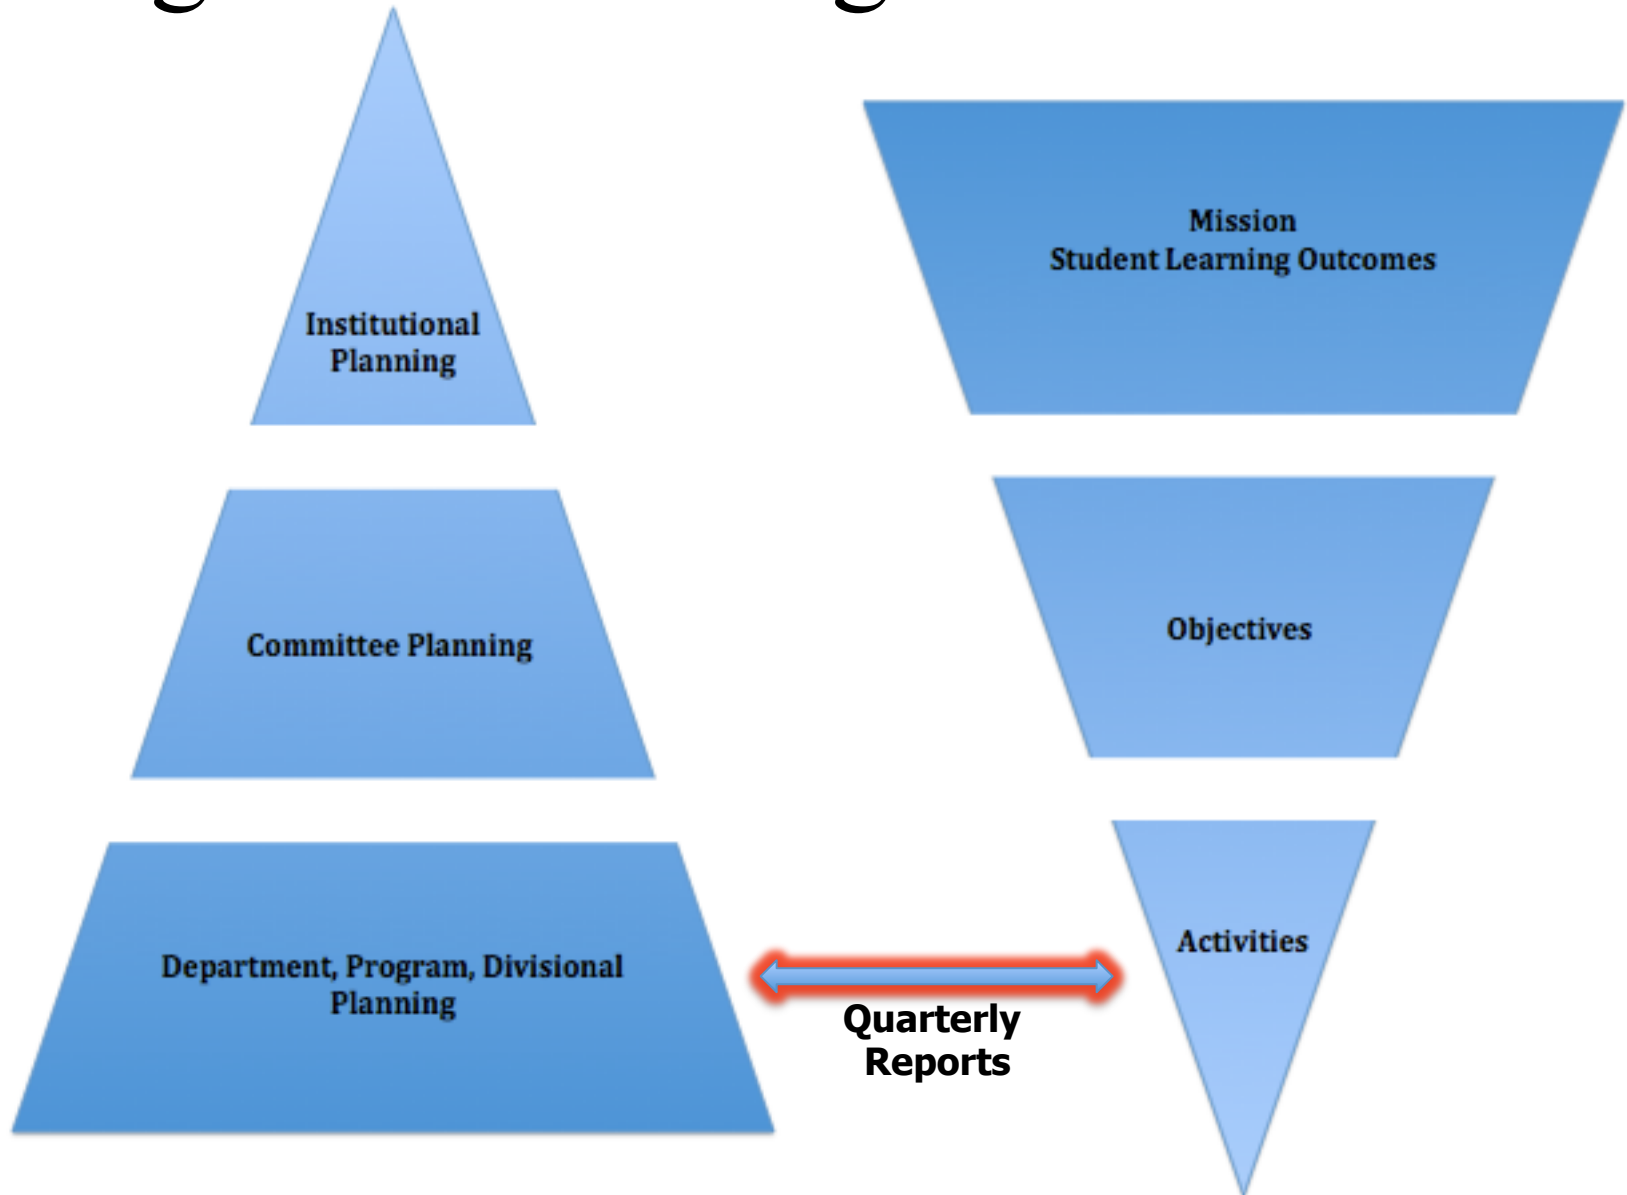 Institutional
Planning
Mission
Student Learning Outcomes
Committee Planning
Objectives
Department, Program, Divisional
Planning
Activities
Quarterly
Reports